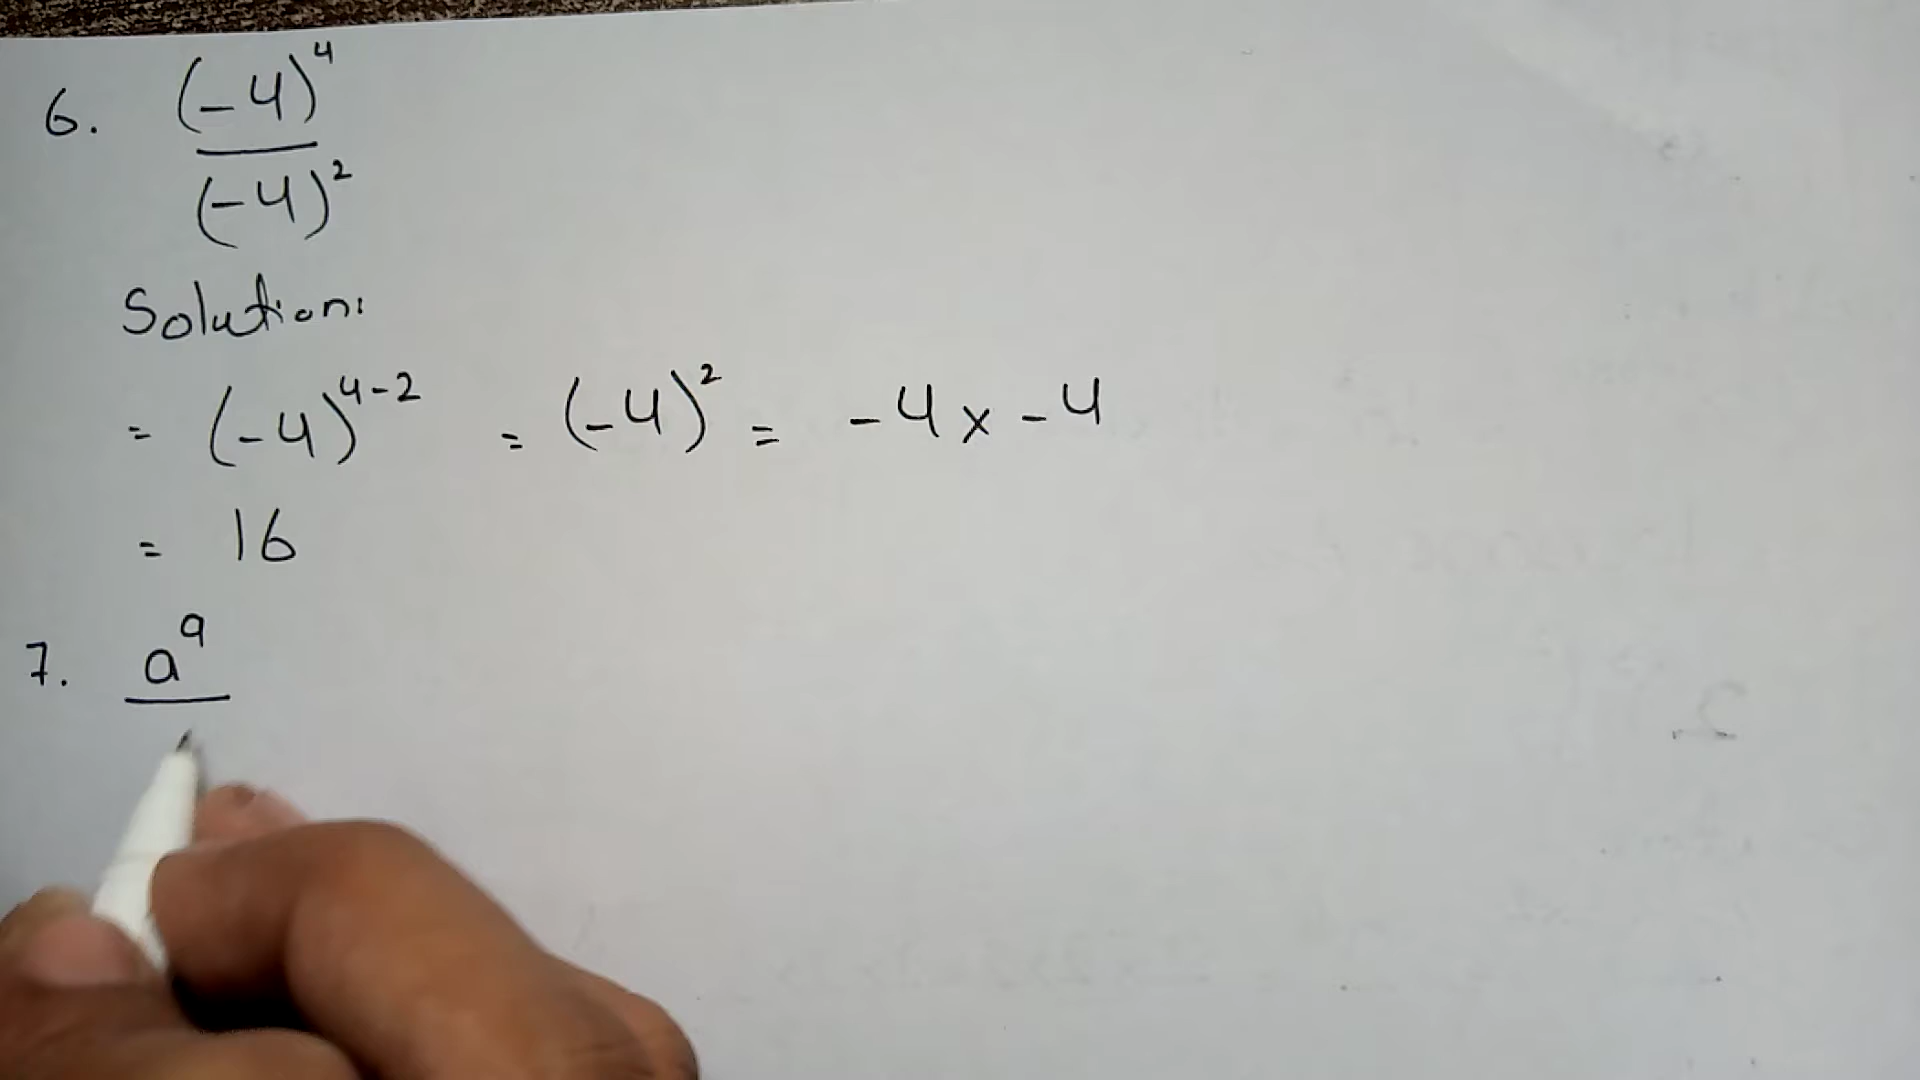 6. (-4)⁴
(-4)²
Solution:
= (-4)⁴⁻² = (-4)² = -4 x -4
= 16
7. a⁹